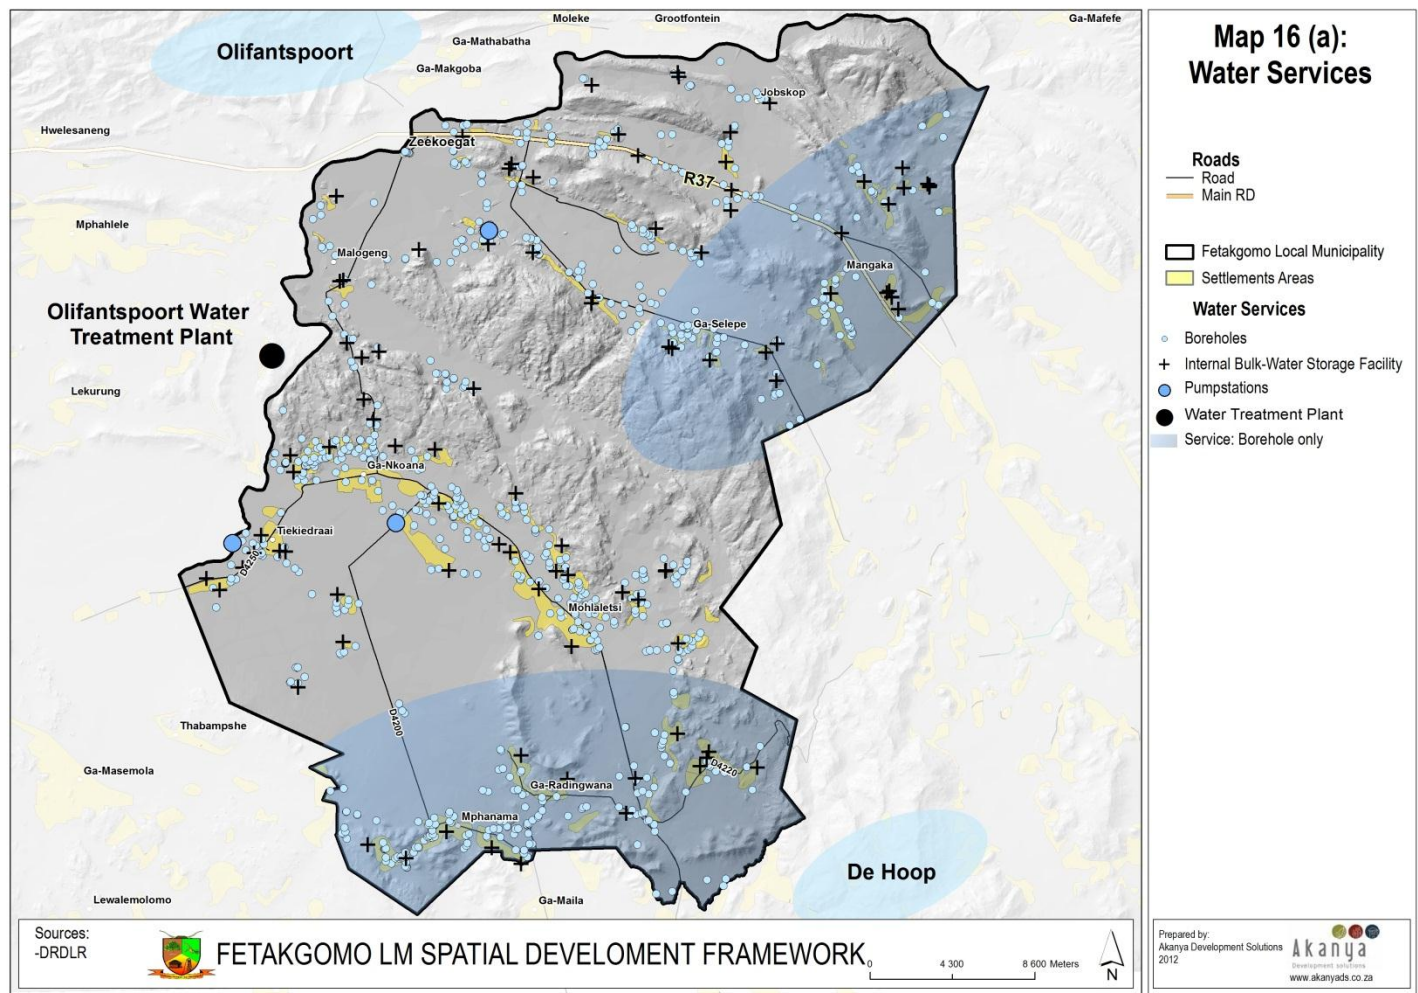 Olifantspoort
Moleke
Grootfontein
Ga-Mafefe
Ga-Mathabatha
Ga-Makgoba
Jobskop
Hwelesaneng
Zeekoegat
R37
Mphahlele
Malogeng
Mangaka
Olifantspoort Water
Treatment Plant
Ga-Selepe
Lekurung
Ga-Nkoana
Tiekiedraai
D4250
Mohlaletsi
Thabampshe
D4200
Ga-Masemola
D4220
Ga-Radingwana
Mphanama
De Hoop
Lewalemolomo
Ga-Maila
Map 16 (a):
Water Services
Roads
Road
Main RD
Fetakgomo Local Municipality
Settlements Areas
Water Services
Boreholes
Internal Bulk-Water Storage Facility
Pumpstations
Water Treatment Plant
Service: Borehole only
Sources:
-DRDLR
FETAKGOMO LM SPATIAL DEVELOMENT FRAMEWORK
0 4 300 8 600 Meters
N
Prepared by:
Akanya Development Solutions
2012
Akanya
Development solutions
www.akanyads.co.za